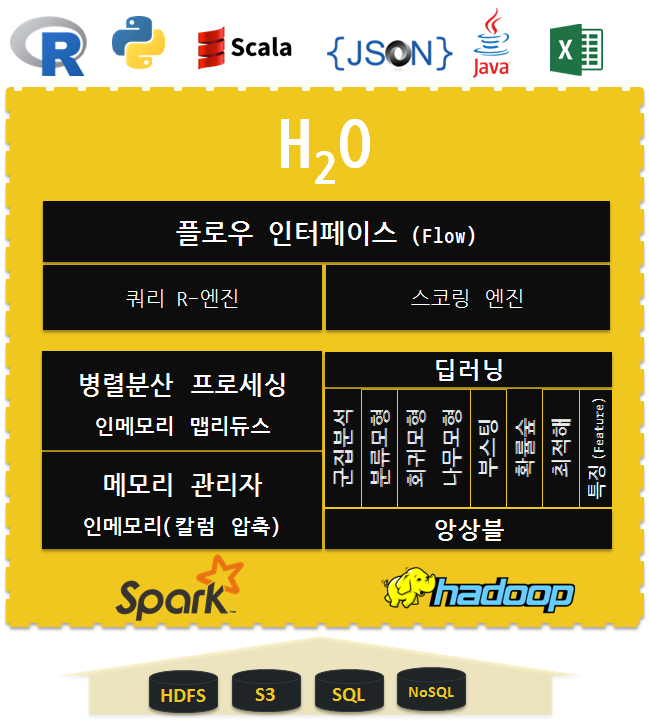 R
Scala
{JSON}
Java
X
H2O
플로우 인터페이스 (Flow)
쿼리 R-엔진
스코링 엔진
병렬분산 프로세싱
인메모리 맵리듀스
메모리 관리자
인메모리(칼럼 압축)
딥러닝
군집분석
분류모형
회귀모형
나무모형
부스팅
확률숲
최적해
특징(Feature)
앙상블
Spark™
hadoop
HDFS
S3
SQL
NoSQL